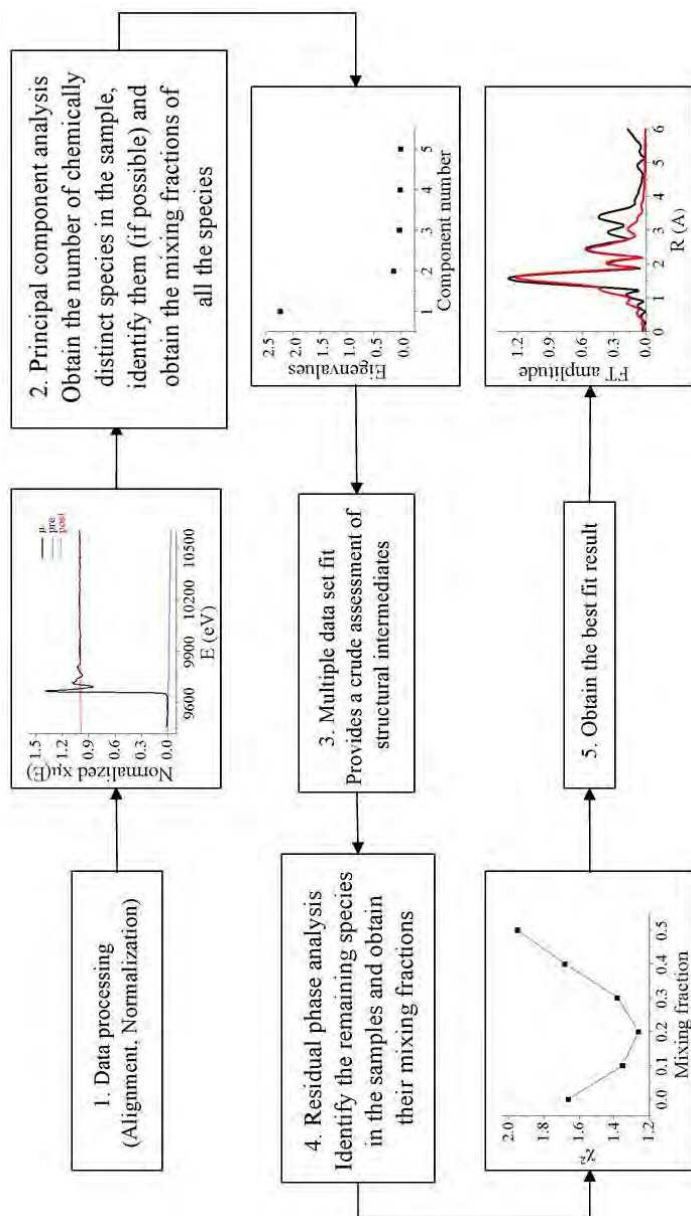 1. Data processing
(Alignment, Normalization)
Normalized xμ(E)
1.5
1.2
0.9
0.6
0.3
0.0
μ
pre
post
9600 9900 10200 10500
E (eV)
2. Principal component analysis
Obtain the number of chemically
distinct species in the sample,
identify them (if possible) and
obtain the mixing fractions of
all the species
Eigenvalues
2.5
2.0
1.5
1.0
0.5
0.0
1 2 3 4 5
Component number
3. Multiple data set fit
Provides a crude assessment of
structural intermediates
4. Residual phase analysis
Identify the remaining species
in the samples and obtain
their mixing fractions
χ²
2.0
1.8
1.6
1.4
1.2
0.0 0.1 0.2 0.3 0.4 0.5
Mixing fraction
5. Obtain the best fit result
FT amplitude
1.2
0.9
0.6
0.3
0.0
0 1 2 3 4 5 6
R (A)